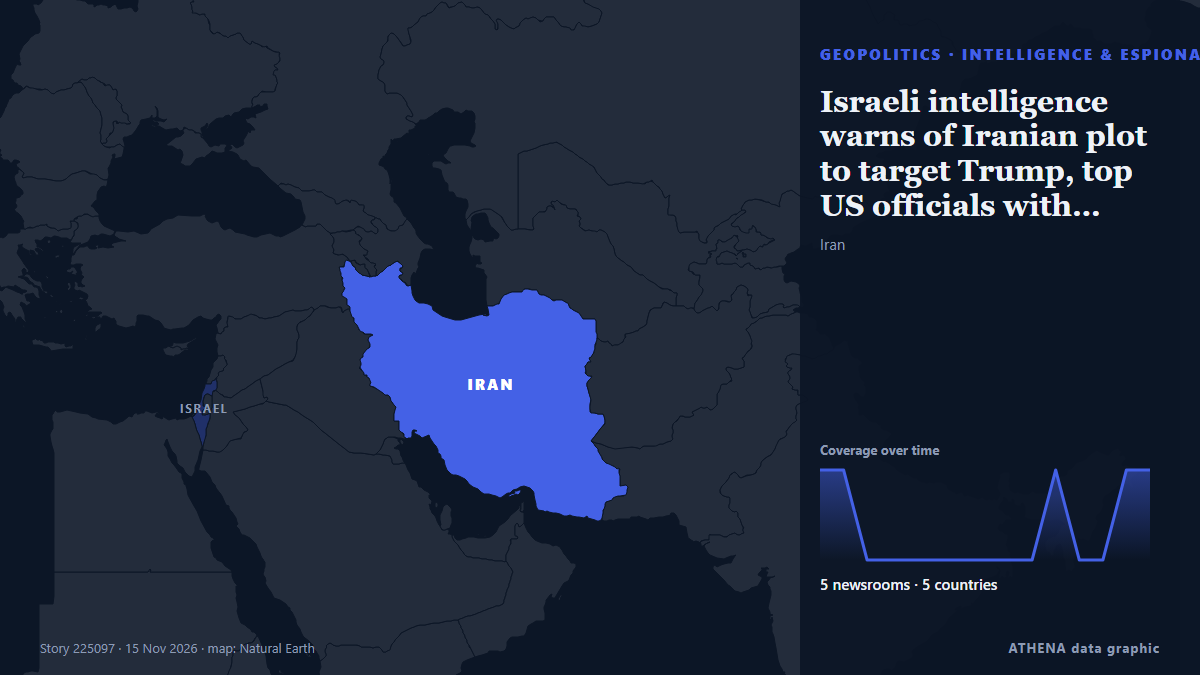 GEOPOLITICS · INTELLIGENCE & ESPIONA
Israeli intelligence
warns of Iranian plot
to target Trump, top
US officials with...
Iran
IRAN
ISRAEL
Coverage over time
5 newsrooms · 5 countries
Story 225097 · 15 Nov 2026 · map: Natural Earth
ATHENA data graphic